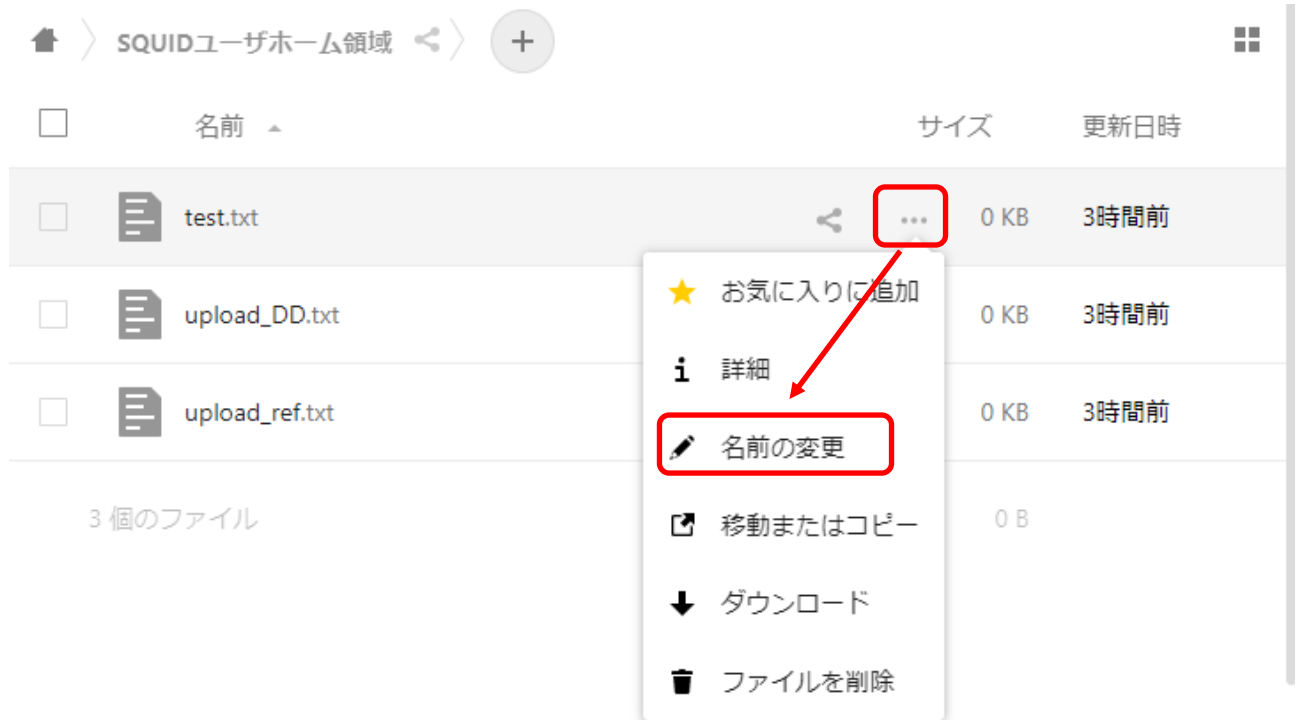 SQUIDユーザホーム領域
名前 サイズ 更新日時
test.txt 0 KB 3時間前
お気に入りに追加
upload_DD.txt 0 KB 3時間前
詳細
upload_ref.txt 0 KB 3時間前
名前の変更
3 個のファイル 0 B
移動またはコピー
ダウンロード
ファイルを削除